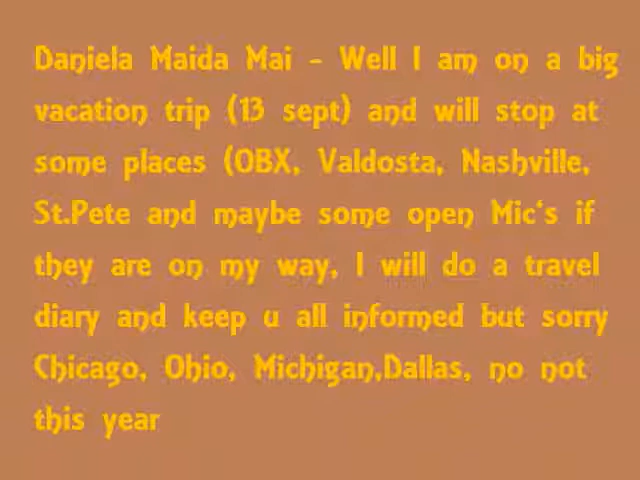 Daniela Maida Mai - Well I am on a big
vacation trip (13 sept) and will stop at
some places (OBX, Valdosta, Nashville,
St.Pete and maybe some open Mic's if
they are on my way, I will do a travel
diary and keep u all informed but sorry
Chicago, Ohio, Michigan,Dallas, no not
this year